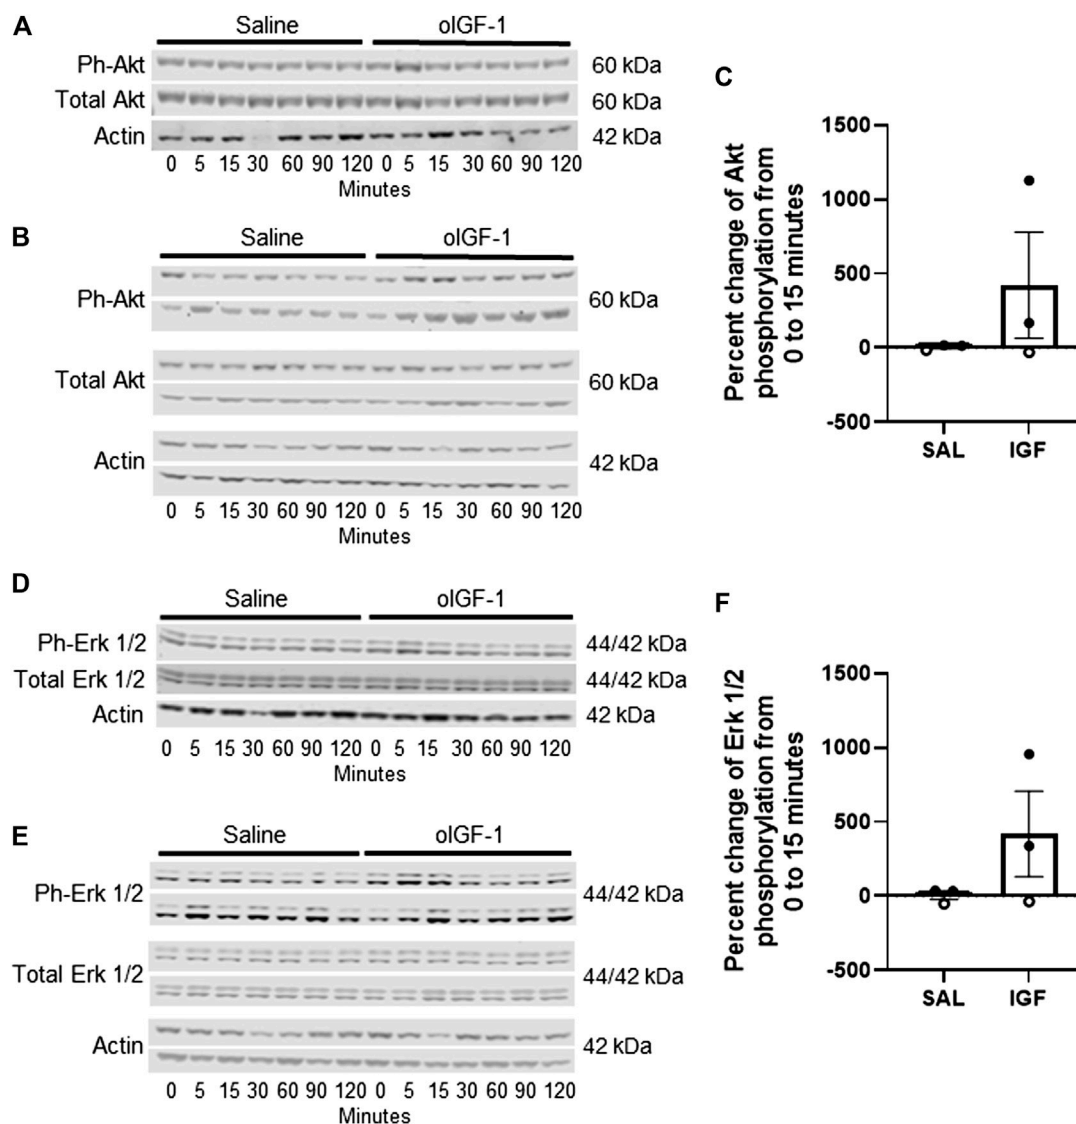 A
Saline oIGF-1
Ph-Akt 60 kDa
Total Akt 60 kDa
Actin 42 kDa
0 5 15 30 60 90 120 0 5 15 30 60 90 120
Minutes
B
Saline oIGF-1
Ph-Akt 60 kDa
Total Akt 60 kDa
Actin 42 kDa
0 5 15 30 60 90 120 0 5 15 30 60 90 120
Minutes
C
Percent change of Akt
phosphorylation from
0 to 15 minutes
1500
1000
500
0
-500
SAL IGF
D
Saline oIGF-1
Ph-Erk 1/2 44/42 kDa
Total Erk 1/2 44/42 kDa
Actin 42 kDa
0 5 15 30 60 90 120 0 5 15 30 60 90 120
Minutes
E
Saline oIGF-1
Ph-Erk 1/2 44/42 kDa
Total Erk 1/2 44/42 kDa
Actin 42 kDa
0 5 15 30 60 90 120 0 5 15 30 60 90 120
Minutes
F
Percent change of Erk 1/2
phosphorylation from
0 to 15 minutes
1500
1000
500
0
-500
SAL IGF